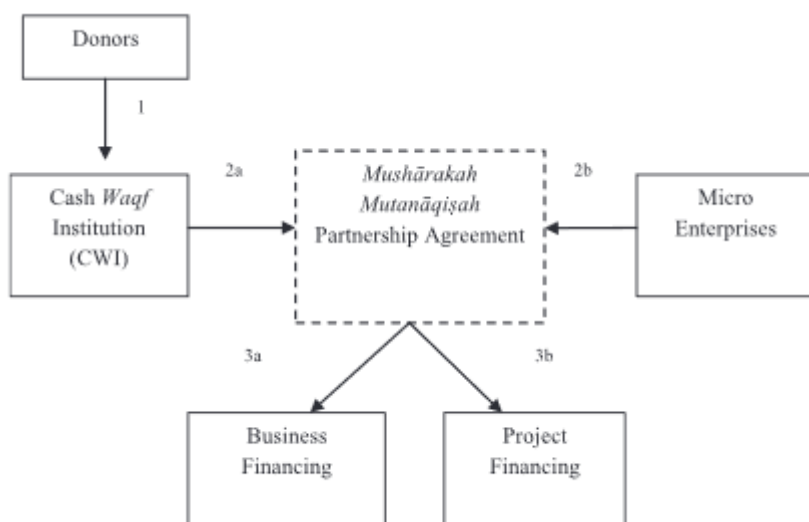 Donors
1
Cash Waqf
Institution
(CWI)
2a
Mushārakah
Mutanāqiṣah
Partnership Agreement
2b
Micro
Enterprises
3a
3b
Business
Financing
Project
Financing